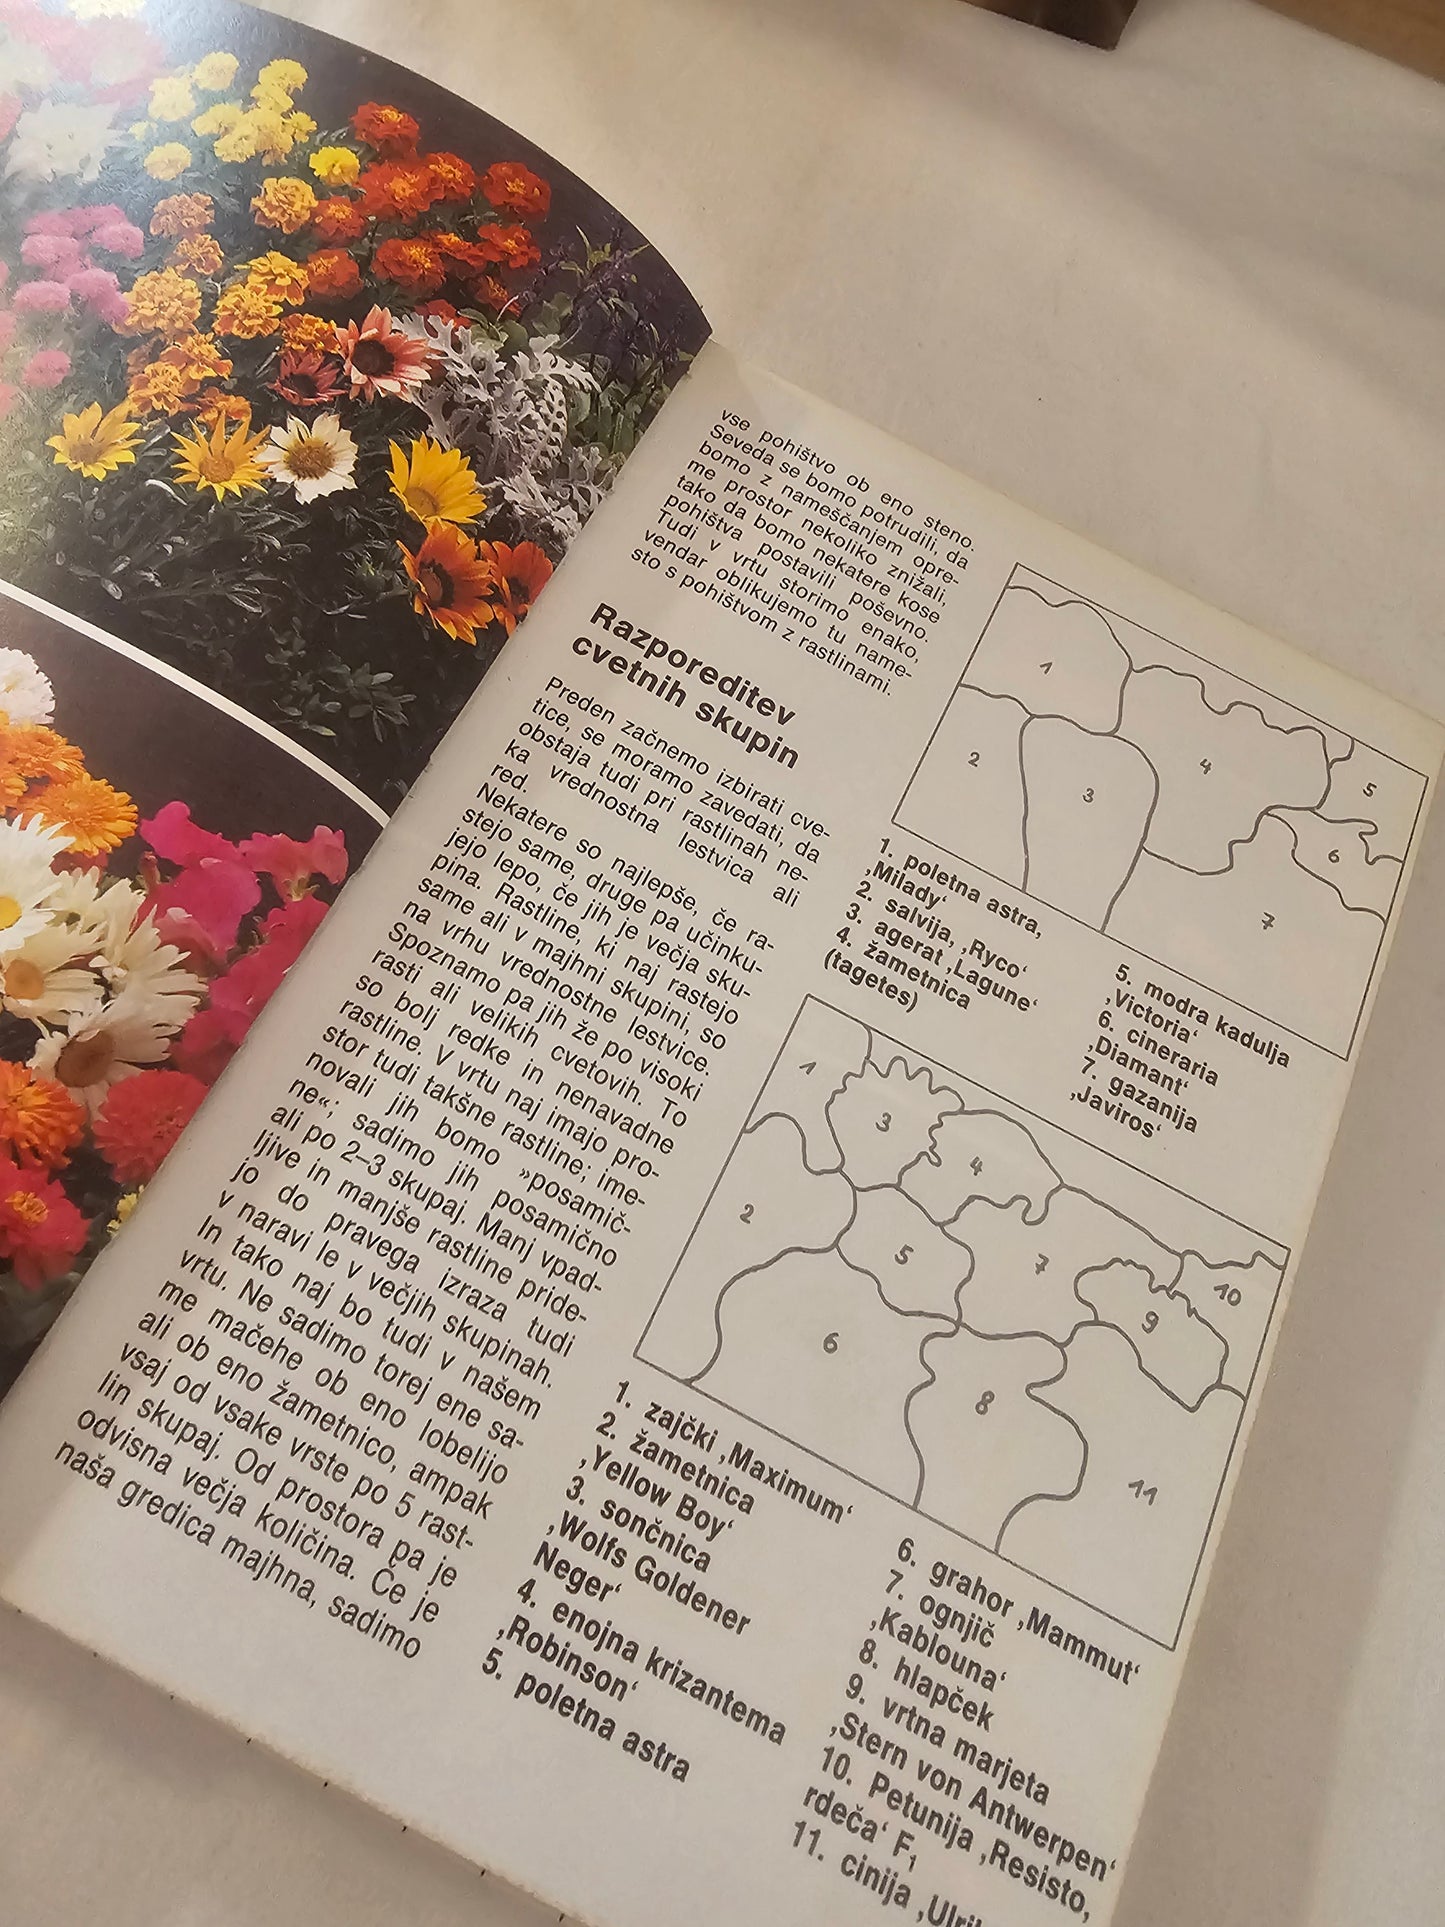 vse pohištvo ob eno steno.
Seveda se bomo potrudili, da
bomo z nameščanjem opre-
me prostor nekoliko znižali,
tako da bomo nekatere kose
pohištva postavili poševno.
Tudi v vrtu storimo enako,
vendar oblikujemo tu name-
sto s pohištvom z rastlinami.
Razporeditev
cvetnih skupin
Preden začnemo izbirati cve-
tice, se moramo zavedati, da
obstaja tudi pri rastlinah ne-
ka vrednostna lestvica ali
red.
Nekatere so najlepše, če ra-
stejo same, druge pa učinku-
jejo lepo, če jih je večja sku-
pina. Rastline, ki naj rastejo
same ali v majhni skupini, so
na vrhu vrednostne lestvice.
Spoznamo pa jih že po visoki
rasti ali velikih cvetovih. To
so bolj redke in nenavadne
rastline. V vrtu naj imajo pro-
stor tudi takšne rastline; ime-
novali jih bomo »posamič-
ne«; sadimo jih posamično
ali po 2–3 skupaj. Manj vpad-
ljive in manjše rastline pride-
jo do pravega izraza tudi
v naravi le v večjih skupinah.
In tako naj bo tudi v našem
vrtu. Ne sadimo torej ene sa-
me mačehe ob eno lobelijo
ali ob eno žametnico, ampak
vsaj od vsake vrste po 5 rast-
lin skupaj. Od prostora pa je
odvisna večja količina. Če je
naša gredica majhna, sadimo
1
2
3
4
5
6
7
1. poletna astra,
‚Milady‘
2. salvija, ‚Ryco‘
3. agerat ‚Lagune‘
4. žametnica
(tagetes)
5. modra kadulja
‚Victoria‘
6. cineraria
‚Diamant‘
7. gazanija
‚Javiros‘
1
2
3
4
5
6
7
8
9
10
11
1. zajčki ‚Maximum‘
2. žametnica
‚Yellow Boy‘
3. sončnica
‚Wolfs Goldener
Neger‘
4. enojna krizantema
‚Robinson‘
5. poletna astra
6. grahor ‚Mammut‘
7. ognjič
‚Kablouna‘
8. hlapček
9. vrtna marjeta
‚Stern von Antwerpen‘
10. Petunija ‚Resisto,
rdeča‘ F₁
11. cinija